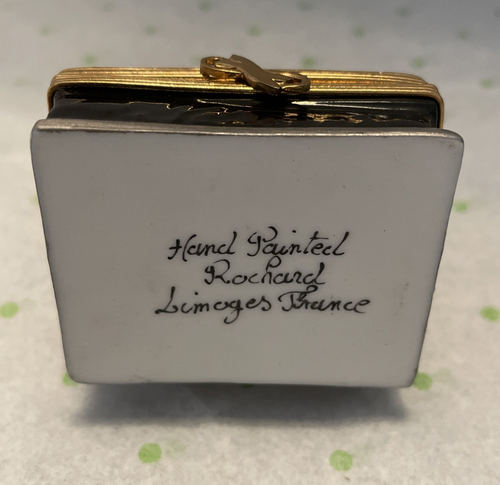 Hand Painted
Rochard
Limoges France